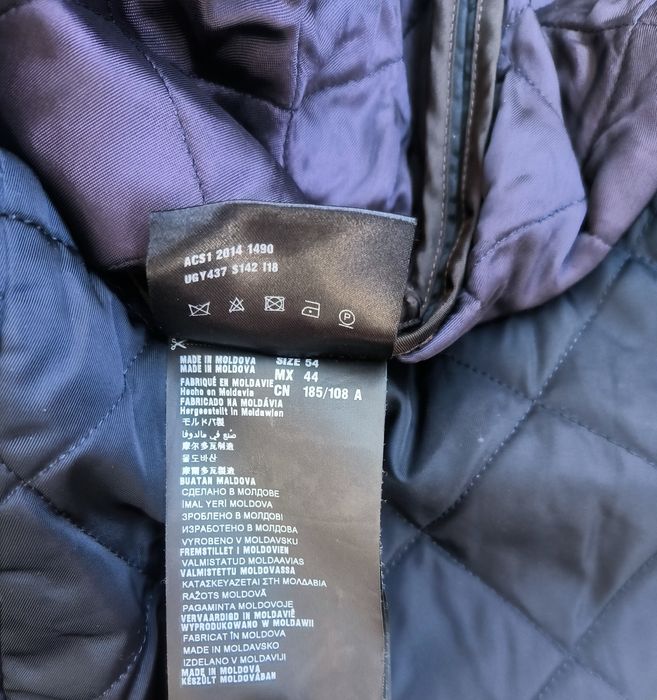 ACS1 2014 1490
UGY437 S142 I18
P
MADE IN MOLDOVA
MADE IN MOLDOVA
FABRIQUÉ EN MOLDAVIE
Hecho en Moldavia
FABRICADO NA MOLDÁVIA
Hergestellt in Moldawien
モルドバ製
صنع في مالدوفا
摩尔多瓦制造
몰도바산
摩爾多瓦製造
BUATAN MALDOVA
СДЕЛАНО В МОЛДОВЕ
IMAL YERİ MOLDOVA
ЗРОБЛЕНО В МОЛДОВІ
ИЗРАБОТЕНО В МОЛДОВА
VYROBENO V MOLDAVSKU
FREMSTILLET I MOLDOVIEN
VALMISTATUD MOLDAAVIAS
VALMISTETTU MOLDOVASSA
ΚΑΤΑΣΚΕΥΑΖΕΤΑΙ ΣΤΗ ΜΛΔΑΒΙΑ
RAŽOTS MOLDOVĀ
PAGAMINTA MOLDOVOJE
VERVAARDIGD IN MOLDAVIË
WYPRODUKOWANO W MOLDAWII
FABRICAT ÎN MOLDOVA
MADE IN MOLDAVSKO
IZDELANO V MOLDAVIJI
MADE IN MOLDOVA
KÉSZÜLT MOLDOVÁBAN
SIZE 54
MX 44
CN 185/108 A